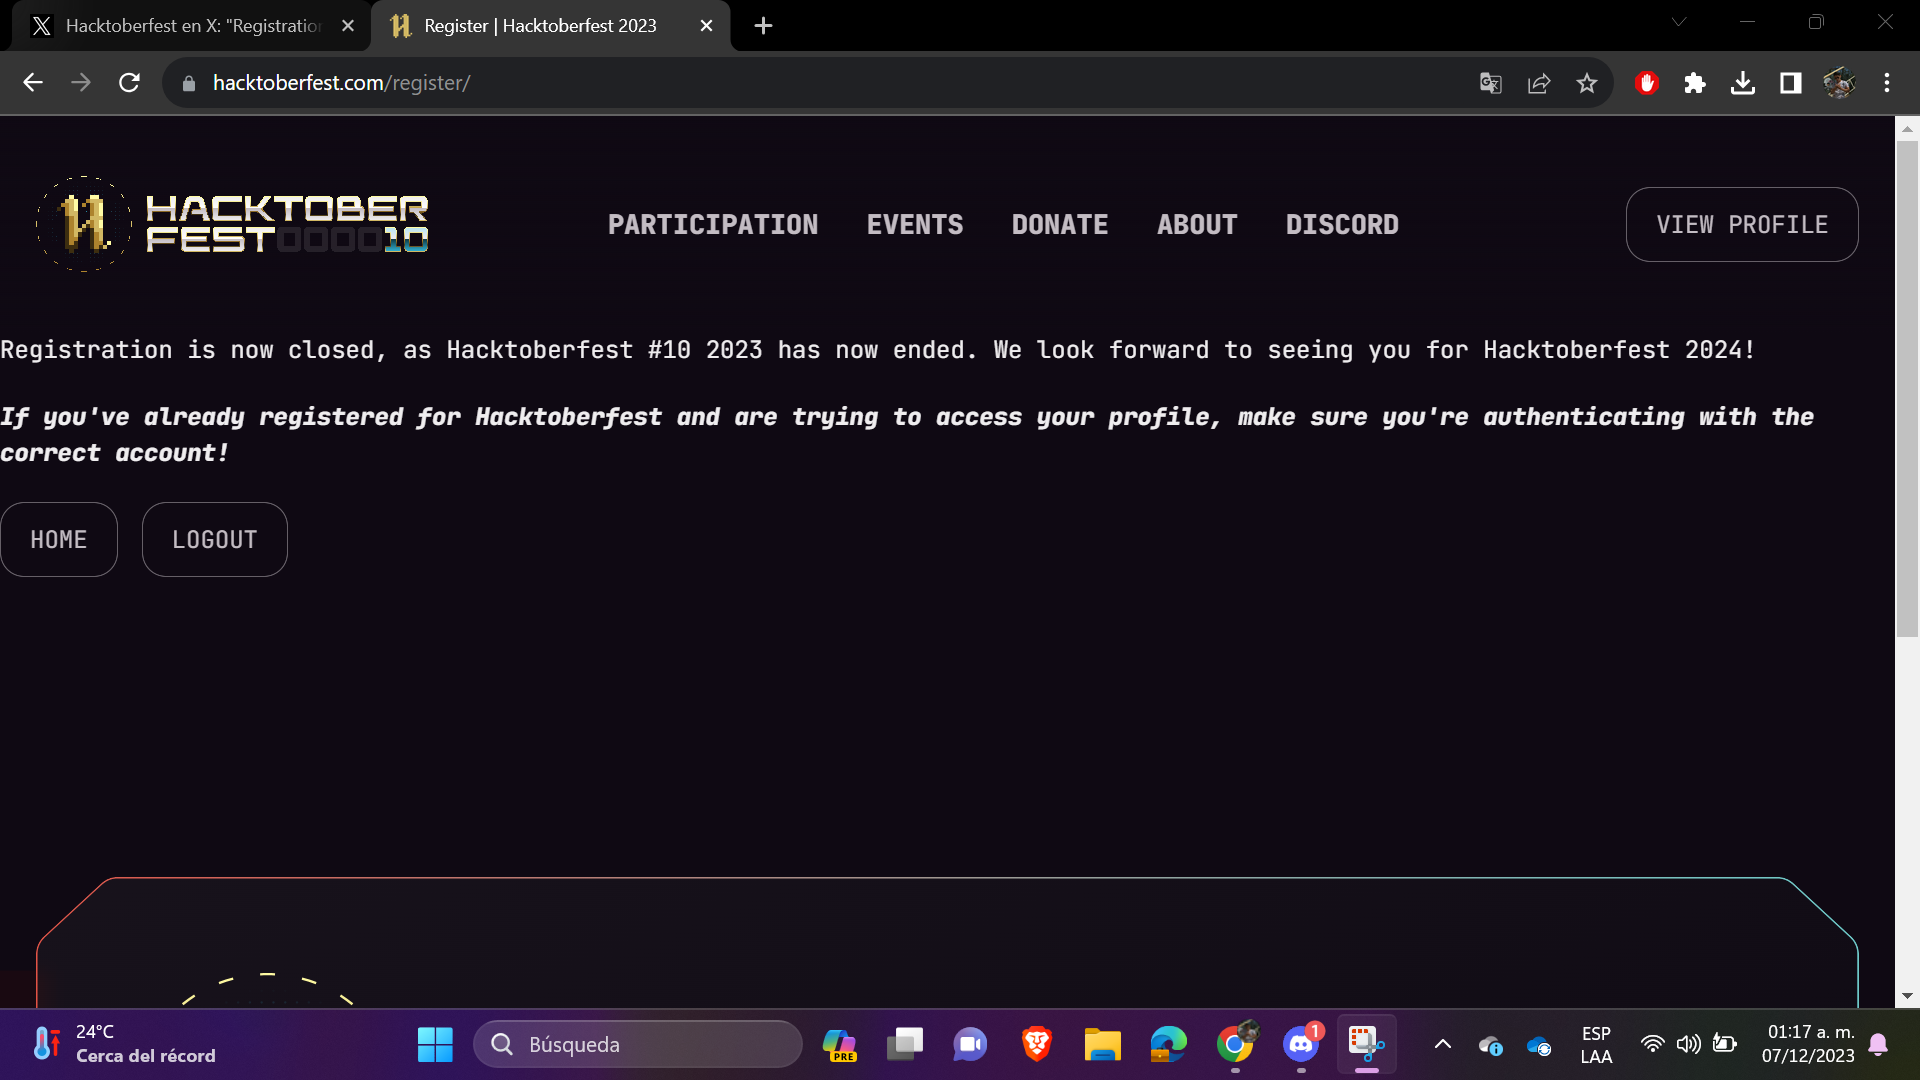 Hacktoberfest en X: "Registration
Register | Hacktoberfest 2023
hacktoberfest.com/register/
HACKTOBER
FEST000010
PARTICIPATION
EVENTS
DONATE
ABOUT
DISCORD
VIEW PROFILE
Registration is now closed, as Hacktoberfest #10 2023 has now ended. We look forward to seeing you for Hacktoberfest 2024!
If you've already registered for Hacktoberfest and are trying to access your profile, make sure you're authenticating with the
correct account!
HOME
LOGOUT
24°C
Cerca del récord
Búsqueda
PRE
1
ESP
LAA
01:17 a. m.
07/12/2023